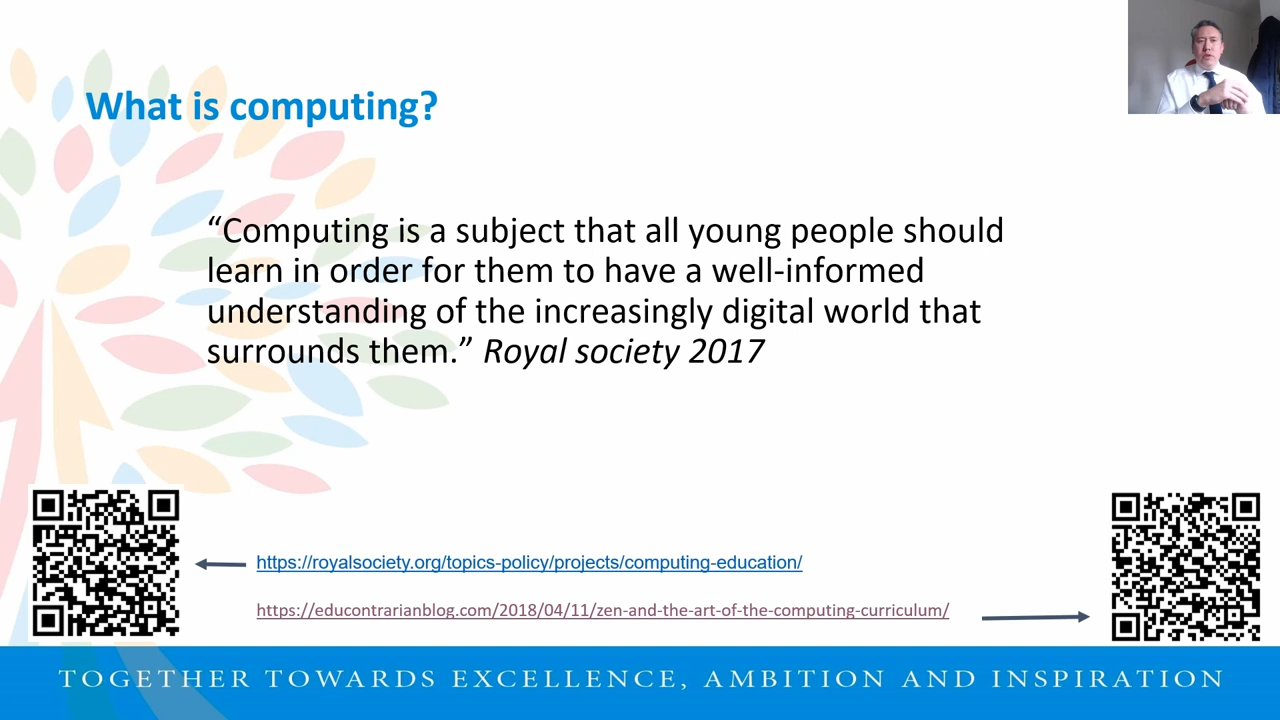 What is computing?
“Computing is a subject that all young people should
learn in order for them to have a well-informed
understanding of the increasingly digital world that
surrounds them.” Royal society 2017
https://royalsociety.org/topics-policy/projects/computing-education/
https://educontrarianblog.com/2018/04/11/zen-and-the-art-of-the-computing-curriculum/
TOGETHER TOWARDS EXCELLENCE, AMBITION AND INSPIRATION